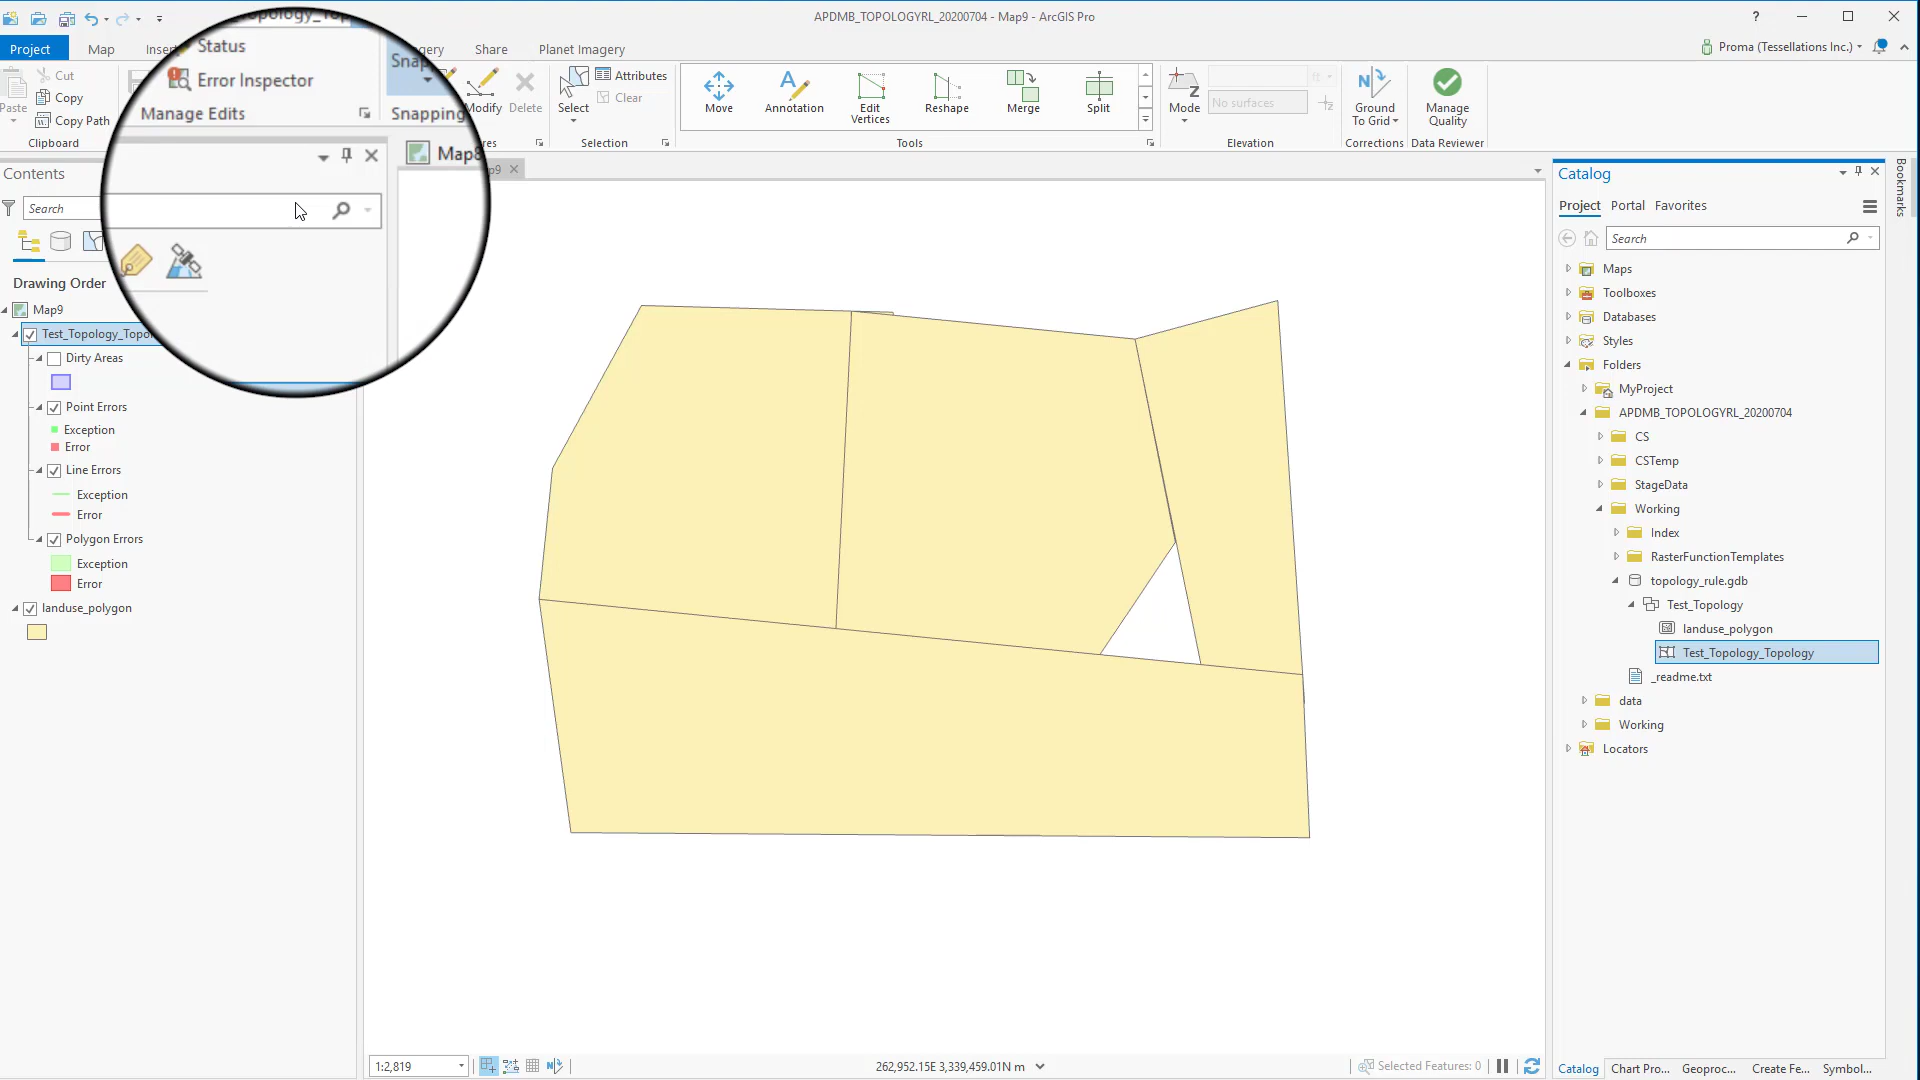 APDMB_TOPOLOGYRL_20200704 - Map9 - ArcGIS Pro
?
Project
Map
Share
Planet Imagery
Proma (Tessellations Inc.)
Status
Error Inspector
Manage Edits
Snapping
Map8
Paste
Cut
Copy
Copy Path
Clipboard
Modify
Delete
Select
Attributes
Clear
Selection
Move
Annotation
Edit
Vertices
Reshape
Merge
Split
Tools
Mode
ft
No surfaces
Elevation
Ground
To Grid
Corrections
Manage
Quality
Data Reviewer
Contents
Search
Drawing Order
Map9
Dirty Areas
Point Errors
Exception
Error
Line Errors
Exception
Error
Polygon Errors
Exception
Error
landuse_polygon
Catalog
Project
Portal
Favorites
Search
Maps
Toolboxes
Databases
Styles
Folders
MyProject
APDMB_TOPOLOGYRL_20200704
CS
CSTemp
StageData
Working
Index
RasterFunctionTemplates
topology_rule.gdb
Test_Topology
landuse_polygon
Test_Topology_Topology
_readme.txt
data
Working
Locators
Bookmarks
1:2,819
262,952.15E 3,339,459.01N m
Selected Features: 0
Catalog
Chart Pro...
Geoproc...
Create Fe...
Symbol...